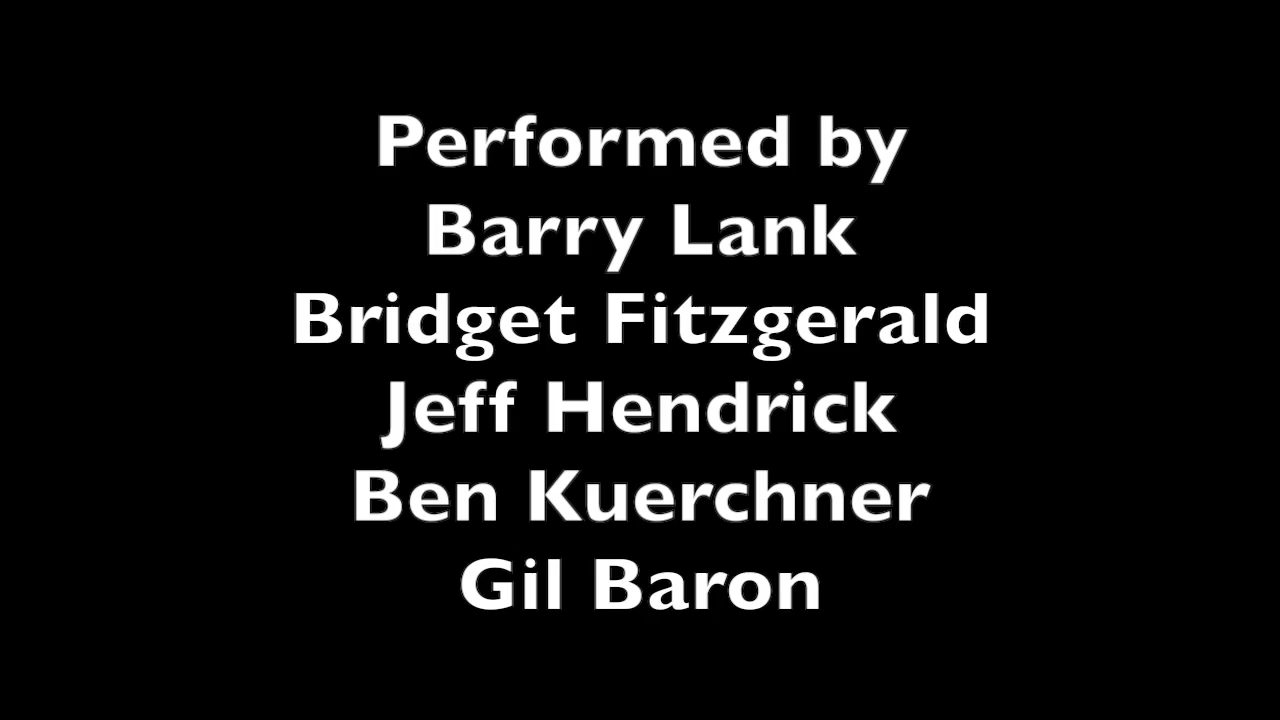 Performed by
Barry Lank
Bridget Fitzgerald
Jeff Hendrick
Ben Kuerchner
Gil Baron